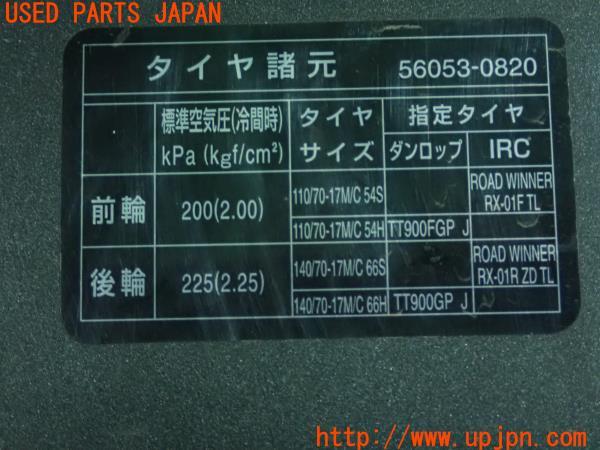 USED PARTS JAPAN
タイヤ諸元 56053-0820
標準空気圧(冷間時) タイヤ 指定タイヤ
kPa (kgf/cm²) サイズ ダンロップ IRC
前輪 200(2.00) 110/70-17M/C 54S ROAD WINNER
RX-01F TL
110/70-17M/C 54H TT900FGP J
後輪 225(2.25) 140/70-17M/C 66S ROAD WINNER
RX-01R ZD TL
140/70-17M/C 66H TT900GP J
http://www.upjpn.com/